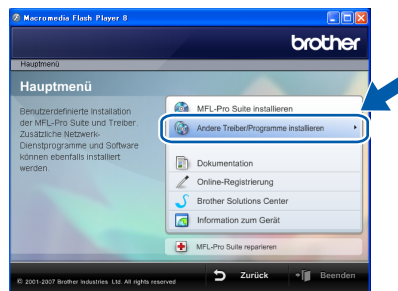 Macromedia Flash Player 8
brother
Hauptmenü
Hauptmenü
Benutzerdefinierte Installation
der MFL-Pro Suite und Treiber.
Zusätzliche Netzwerk-
Dienstprogramme und Software
können ebenfalls installiert
werden.
MFL-Pro Suite installieren
Andere Treiber/Programme installieren
Dokumentation
Online-Registrierung
Brother Solutions Center
Information zum Gerät
MFL-Pro Suite reparieren
© 2001-2007 Brother Industries Ltd. All rights reserved
Zurück
Beenden